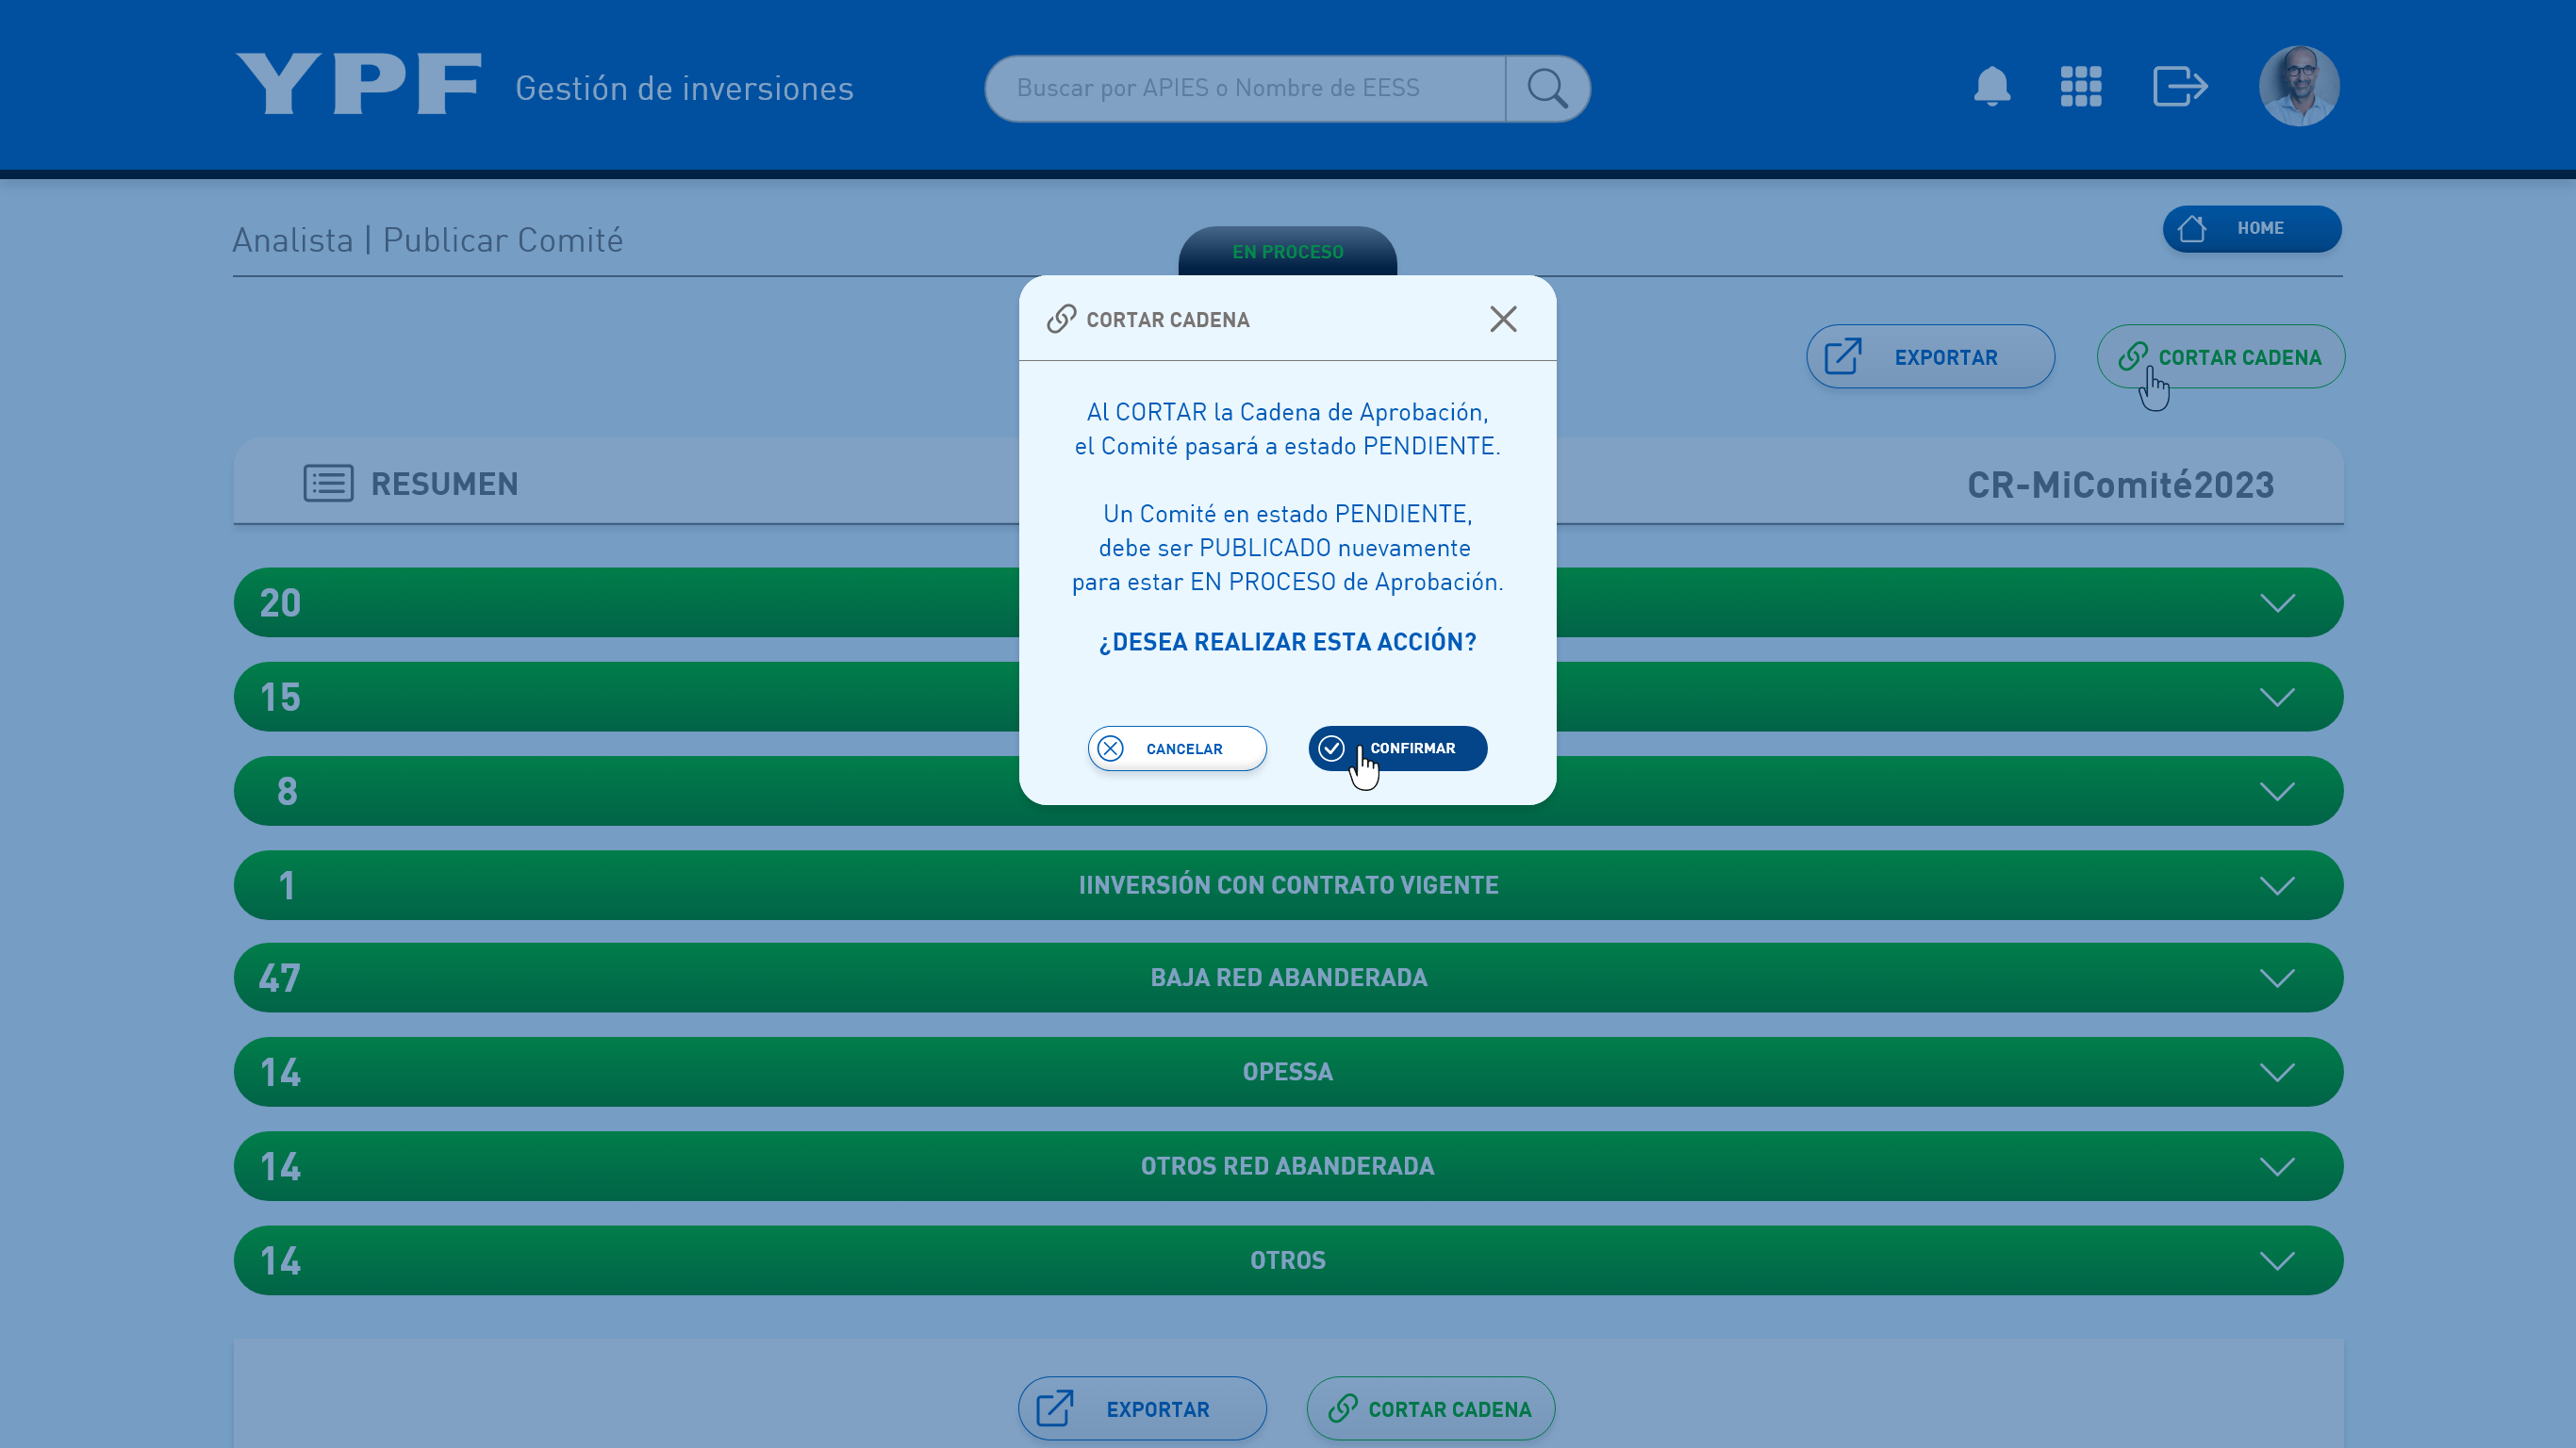 YPF Gestión de inversiones
Buscar por APIES o Nombre de EESS
Analista | Publicar Comité
EN PROCESO
HOME
CORTAR CADENA
EXPORTAR
CORTAR CADENA
Al CORTAR la Cadena de Aprobación,
el Comité pasará a estado PENDIENTE.
Un Comité en estado PENDIENTE,
debe ser PUBLICADO nuevamente
para estar EN PROCESO de Aprobación.
¿DESEA REALIZAR ESTA ACCIÓN?
CANCELAR
CONFIRMAR
RESUMEN
CR-MiComité2023
20
15
8
1 IINVERSIÓN CON CONTRATO VIGENTE
47 BAJA RED ABANDERADA
14 OPESSA
14 OTROS RED ABANDERADA
14 OTROS
EXPORTAR
CORTAR CADENA